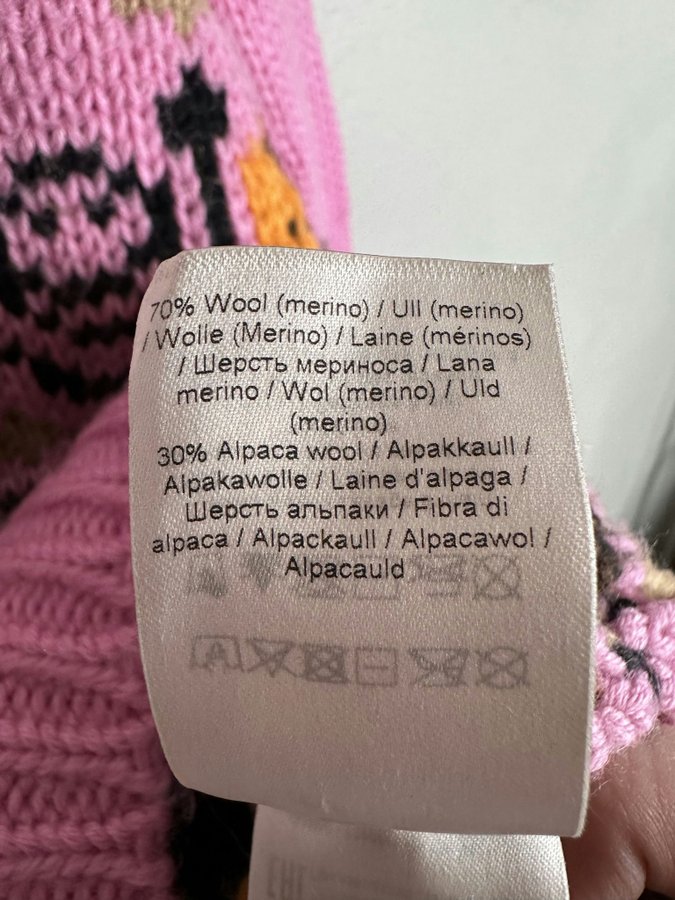 70% Wool (merino) / Ull (merino)
/ Wolle (Merino) / Laine (mérinos)
/ Шерсть мериноса / Lana
merino / Wol (merino) / Uld
(merino)
30% Alpaca wool / Alpakkaull /
Alpakawolle / Laine d'alpaga /
Шерсть альпаки / Fibra di
alpaca / Alpackaull / Alpacawol /
Alpacauld